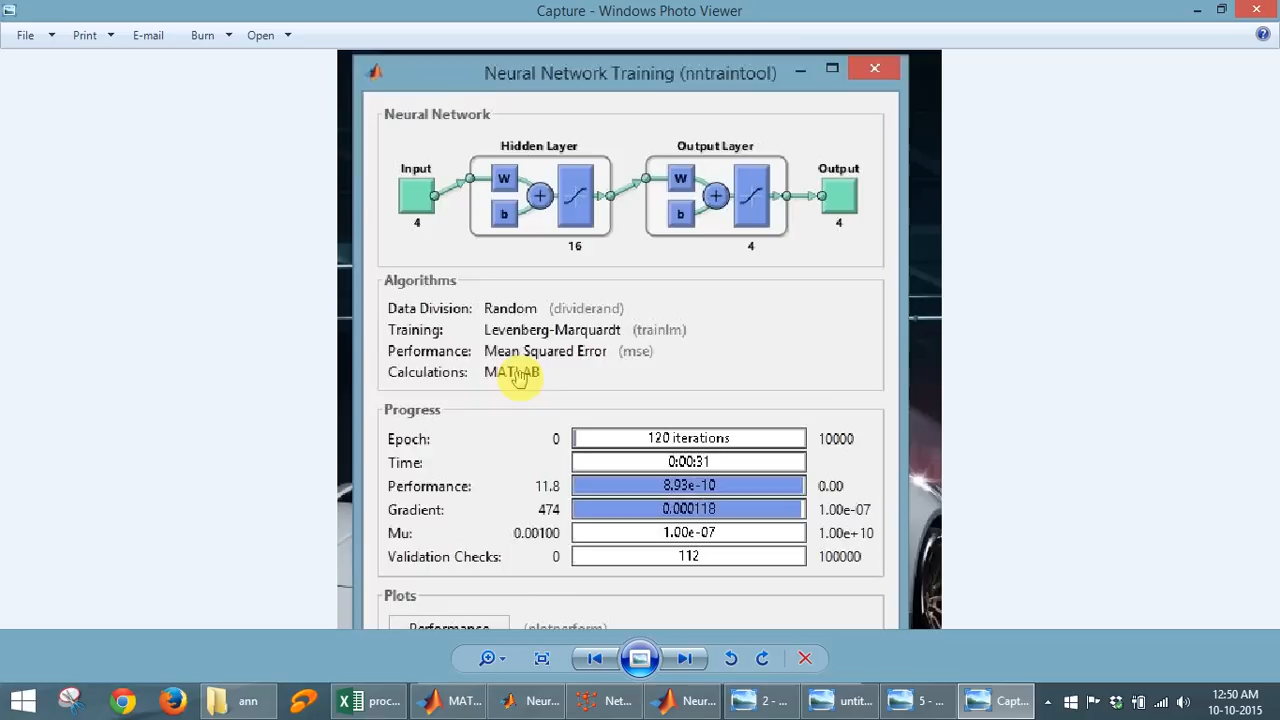 Capture - Windows Photo Viewer
File Print E-mail Burn Open
Neural Network Training (nntraintool)
Neural Network
Hidden Layer Output Layer
Input Output
W W
b b
4 4
16 4
Algorithms
Data Division: Random (dividerand)
Training: Levenberg-Marquardt (trainlm)
Performance: Mean Squared Error (mse)
Calculations: MATLAB
Progress
Epoch: 0 120 iterations 10000
Time: 0:00:31
Performance: 11.8 8.93e-10 0.00
Gradient: 474 0.000118 1.00e-07
Mu: 0.00100 1.00e-07 1.00e+10
Validation Checks: 0 112 100000
Plots
Performance (plotperform)
ann proc... MAT... Neur... Net... Neur... 2 - ... untit... 5 - ... Capt...
12:50 AM
10-10-2015